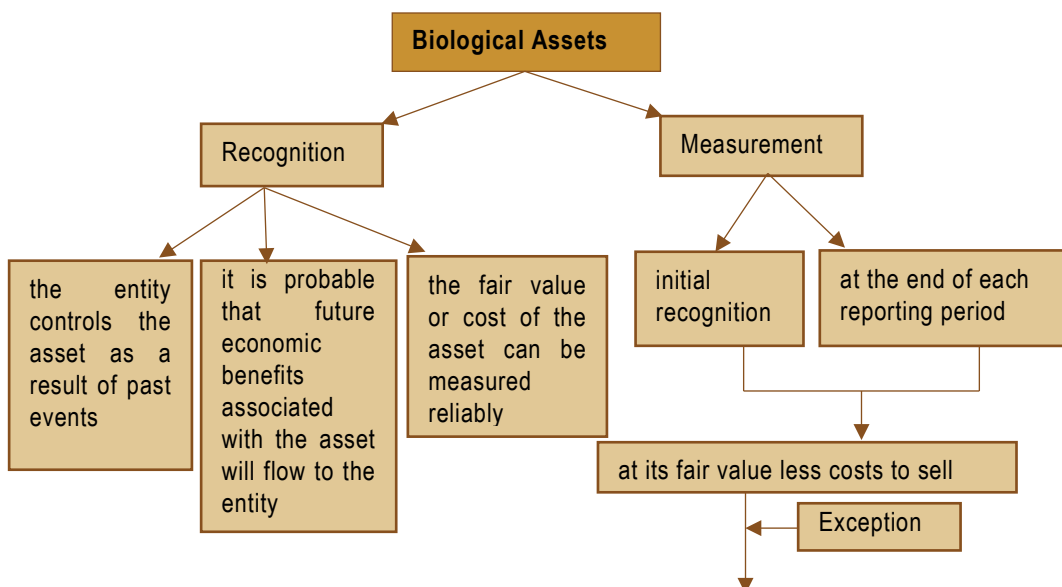 Biological Assets
Recognition
Measurement
the entity
controls the
asset as a
result of past
events
it is probable
that future
economic
benefits
associated
with the asset
will flow to the
entity
the fair value
or cost of the
asset can be
measured
reliably
initial
recognition
at the end of each
reporting period
at its fair value less costs to sell
Exception